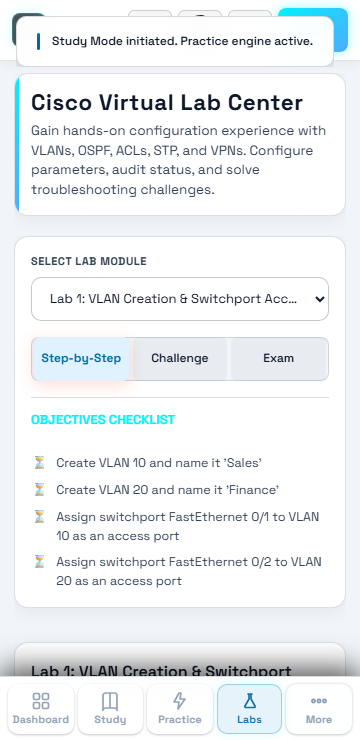 Study Mode initiated. Practice engine active.
Cisco Virtual Lab Center
Gain hands-on configuration experience with
VLANs, OSPF, ACLs, STP, and VPNs. Configure
parameters, audit status, and solve
troubleshooting challenges.
SELECT LAB MODULE
Lab 1: VLAN Creation & Switchport Acc...
Step-by-Step
Challenge
Exam
OBJECTIVES CHECKLIST
Create VLAN 10 and name it 'Sales'
Create VLAN 20 and name it 'Finance'
Assign switchport FastEthernet 0/1 to VLAN
10 as an access port
Assign switchport FastEthernet 0/2 to VLAN
20 as an access port
Lab 1: VLAN Creation & Switchport
Dashboard
Study
Practice
Labs
More